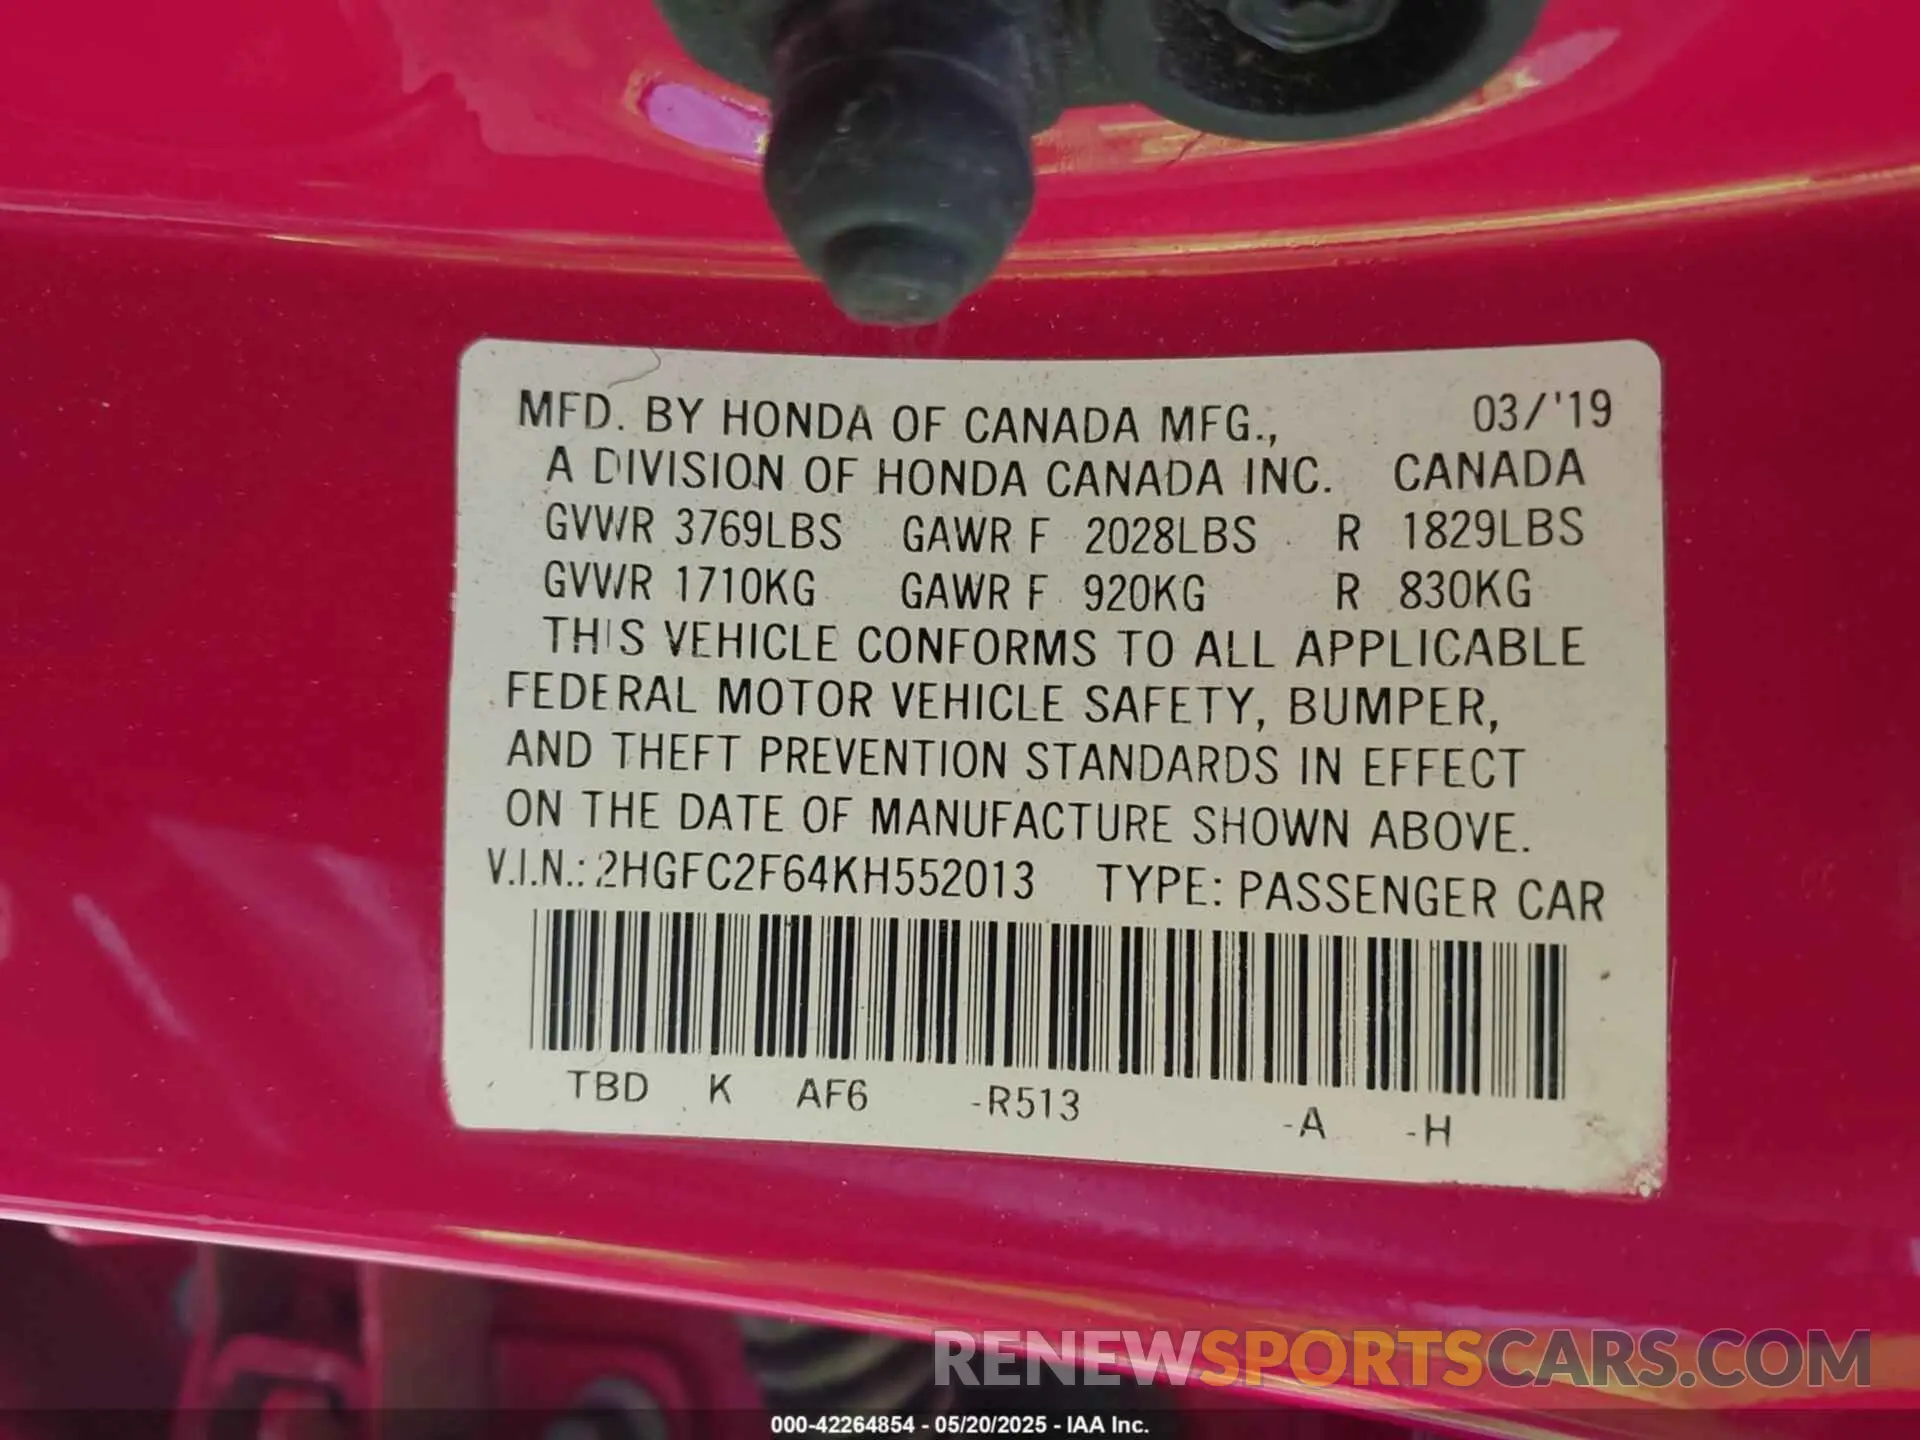 MFD. BY HONDA OF CANADA MFG., 03/'19
A DIVISION OF HONDA CANADA INC. CANADA
GVWR 3769LBS GAWR F 2028LBS R 1829LBS
GVWR 1710KG GAWR F 920KG R 830KG
THIS VEHICLE CONFORMS TO ALL APPLICABLE
FEDERAL MOTOR VEHICLE SAFETY, BUMPER,
AND THEFT PREVENTION STANDARDS IN EFFECT
ON THE DATE OF MANUFACTURE SHOWN ABOVE.
V.I.N.: 2HGFC2F64KH552013 TYPE: PASSENGER CAR
TBD K AF6 -R513 -A -H
RENEWSPORTSCARS.COM
000-42264854 - 05/20/2025 - IAA Inc.